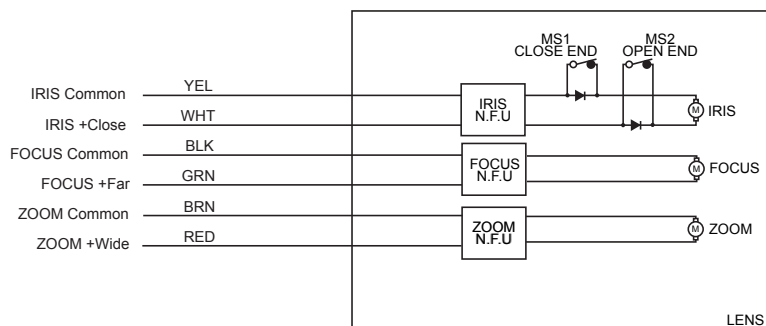 MS1
CLOSE END
MS2
OPEN END
IRIS Common
YEL
IRIS
N.F.U
M
IRIS
IRIS +Close
WHT
FOCUS Common
BLK
FOCUS
N.F.U
M
FOCUS
FOCUS +Far
GRN
ZOOM Common
BRN
ZOOM
N.F.U
M
ZOOM
ZOOM +Wide
RED
LENS